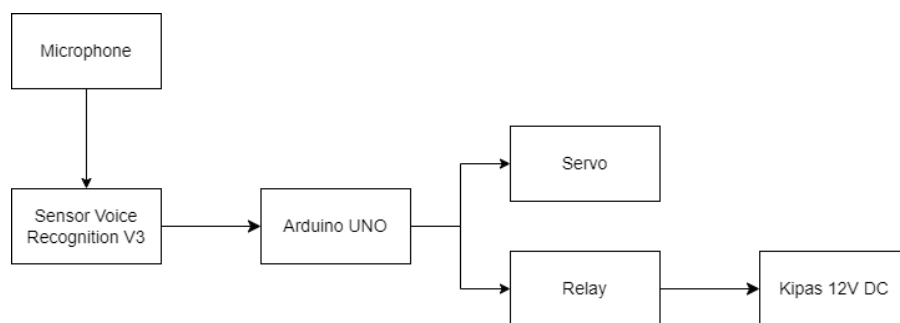 Microphone
Sensor Voice
Recognition V3
Arduino UNO
Servo
Relay
Kipas 12V DC